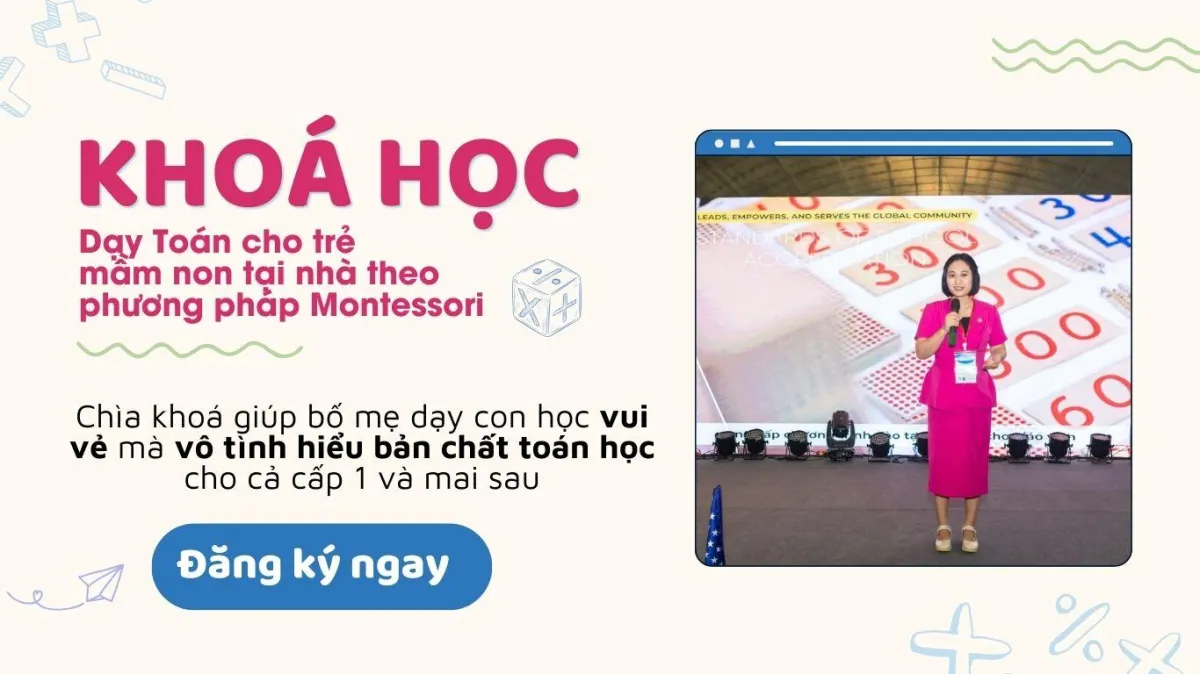 KHOÁ HỌC
Dạy Toán cho trẻ
mầm non tại nhà theo
phương pháp Montessori
Chìa khoá giúp bố mẹ dạy con học vui
vẻ mà vô tình hiểu bản chất toán học
cho cả cấp 1 và mai sau
Đăng ký ngay
LEADS, EMPOWERS, AND SERVES THE GLOBAL COMMUNITY
300
600